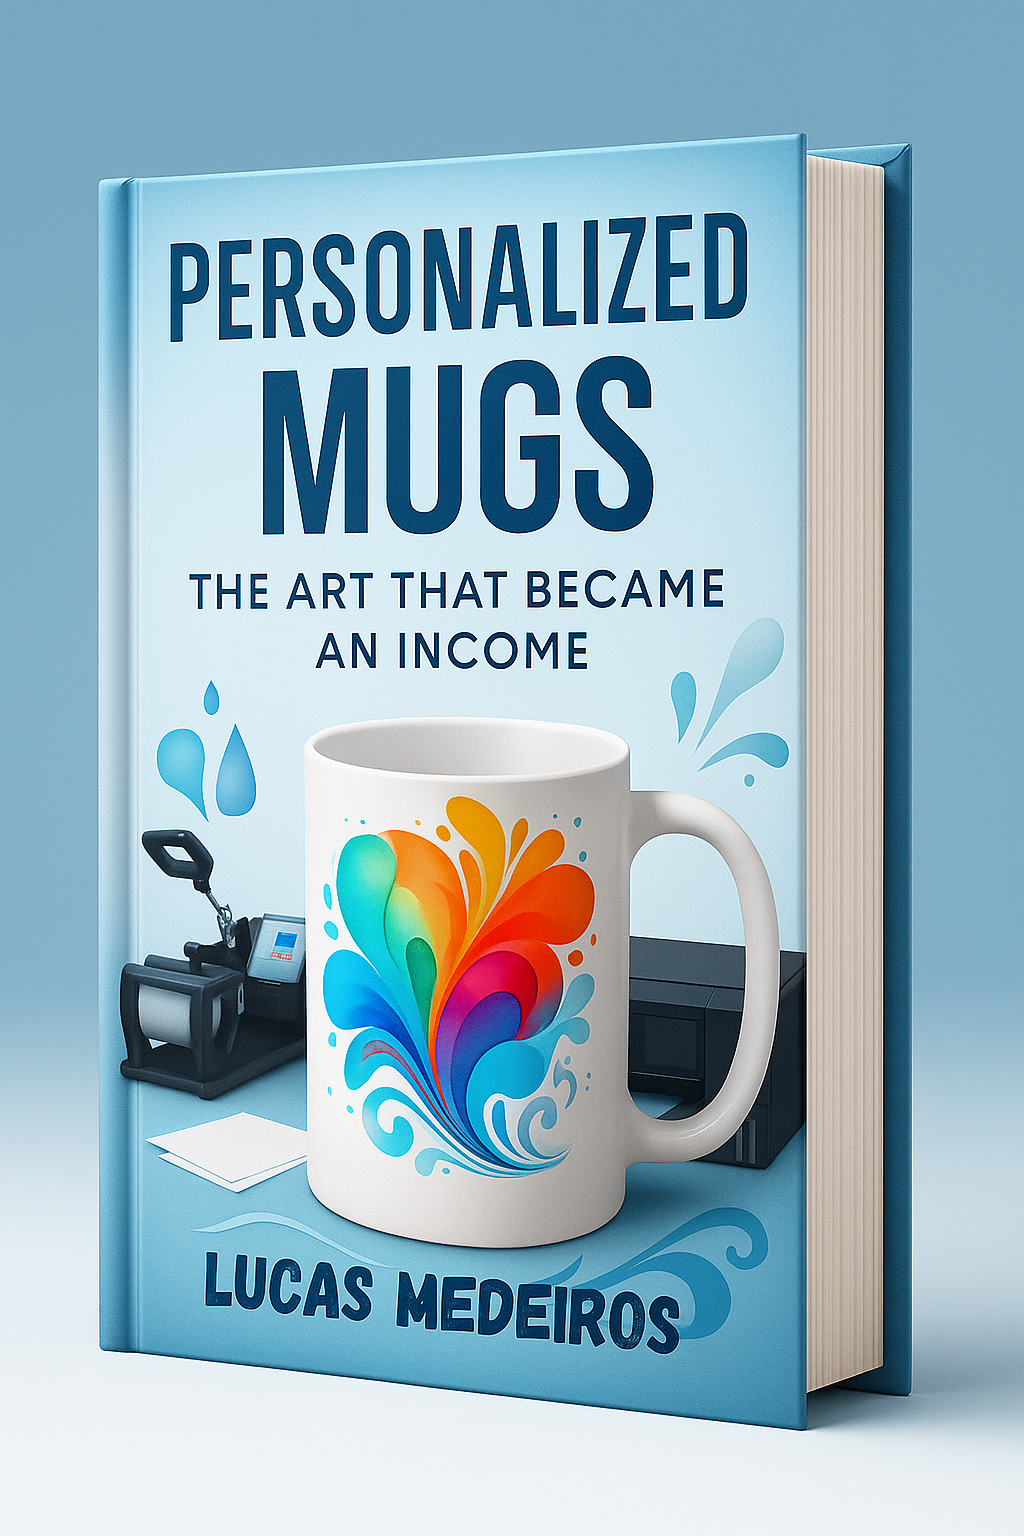 PERSONALIZED
MUGS
THE ART THAT BECAME
AN INCOME
LUCAS MEDEIROS